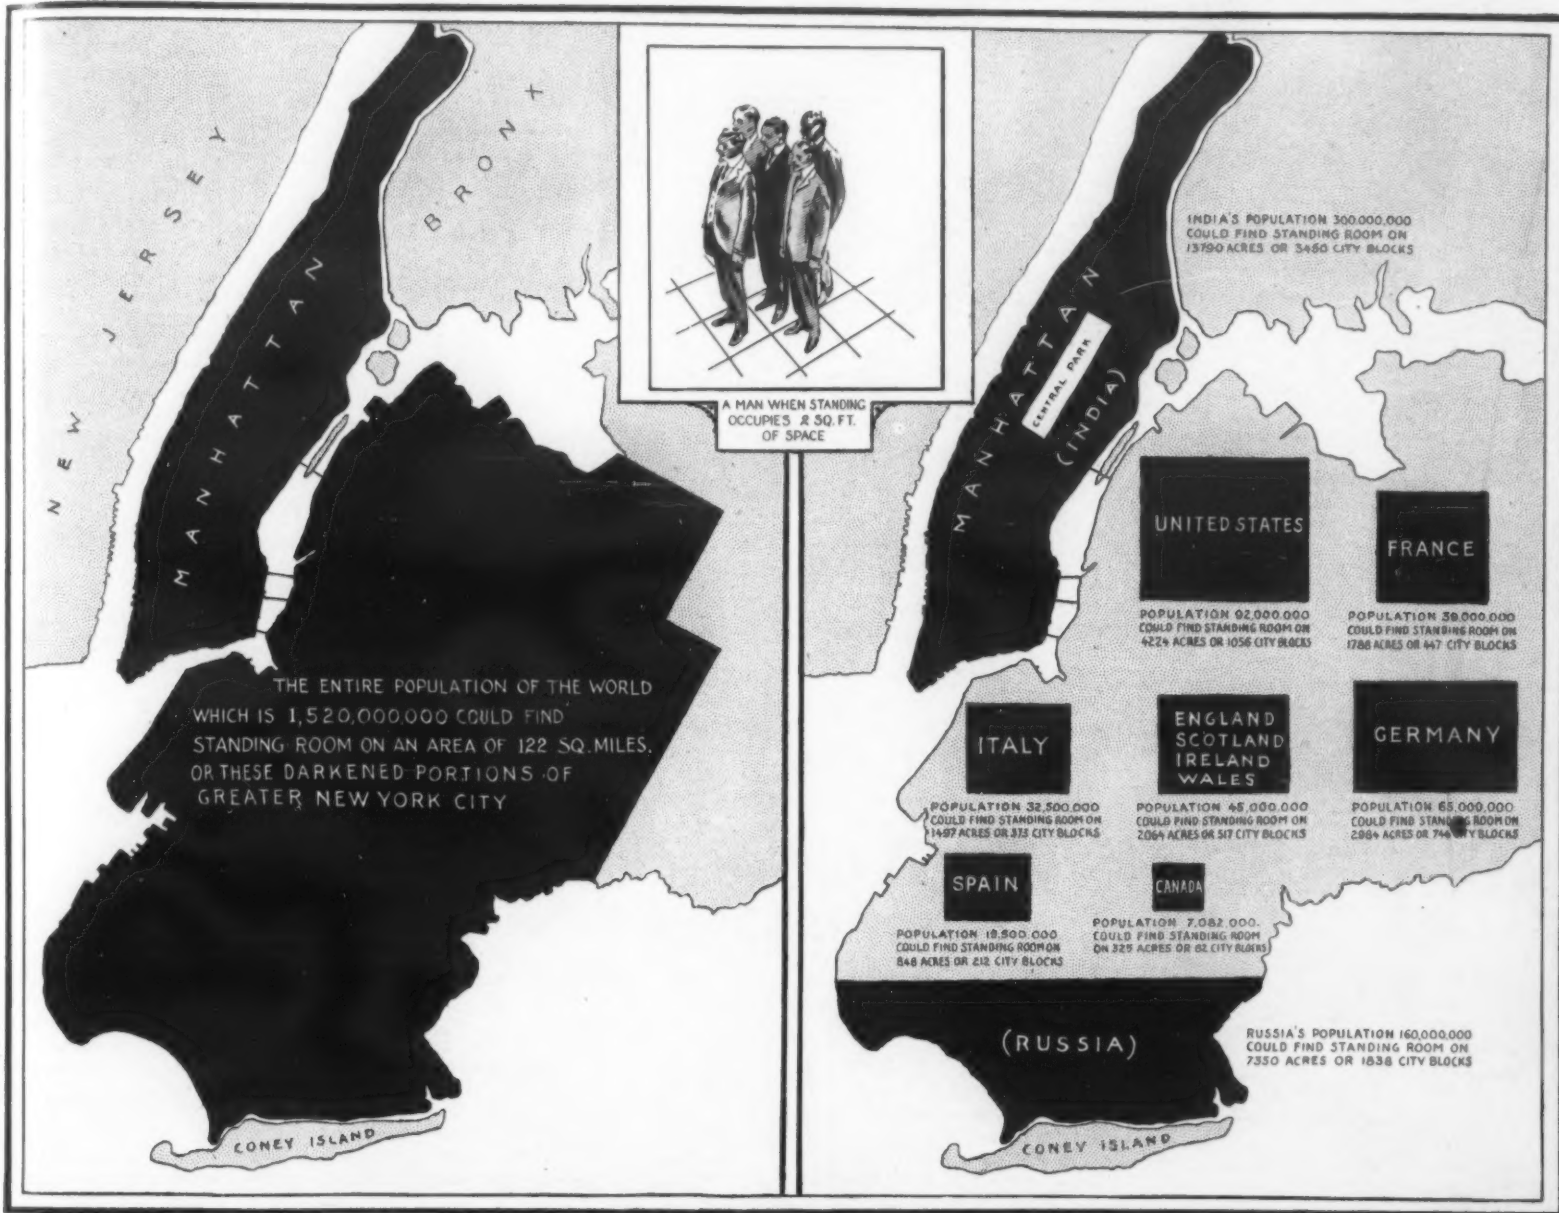 NEW JERSEY
BRONX
MANHATTAN
THE ENTIRE POPULATION OF THE WORLD
WHICH IS 1,520,000,000 COULD FIND
STANDING ROOM ON AN AREA OF 122 SQ. MILES.
OR THESE DARKENED PORTIONS OF
GREATER NEW YORK CITY
CONEY ISLAND
A MAN WHEN STANDING
OCCUPIES 2 SQ. FT.
OF SPACE
INDIA'S POPULATION 300,000,000
COULD FIND STANDING ROOM ON
13790 ACRES OR 3450 CITY BLOCKS
MANHATTAN
CENTRAL PARK
(INDIA)
UNITED STATES
POPULATION 92,000,000
COULD FIND STANDING ROOM ON
4224 ACRES OR 1056 CITY BLOCKS
FRANCE
POPULATION 39,000,000
COULD FIND STANDING ROOM ON
1788 ACRES OR 447 CITY BLOCKS
ITALY
POPULATION 32,500,000
COULD FIND STANDING ROOM ON
1497 ACRES OR 373 CITY BLOCKS
ENGLAND
SCOTLAND
IRELAND
WALES
POPULATION 45,000,000
COULD FIND STANDING ROOM ON
2064 ACRES OR 517 CITY BLOCKS
GERMANY
POPULATION 65,000,000
COULD FIND STANDING ROOM ON
2984 ACRES OR 746 CITY BLOCKS
SPAIN
POPULATION 19,500,000
COULD FIND STANDING ROOM ON
848 ACRES OR 212 CITY BLOCKS
CANADA
POPULATION 7,082,000.
COULD FIND STANDING ROOM
ON 325 ACRES OR 82 CITY BLOCKS
(RUSSIA)
RUSSIA'S POPULATION 160,000,000
COULD FIND STANDING ROOM ON
7350 ACRES OR 1838 CITY BLOCKS
CONEY ISLAND